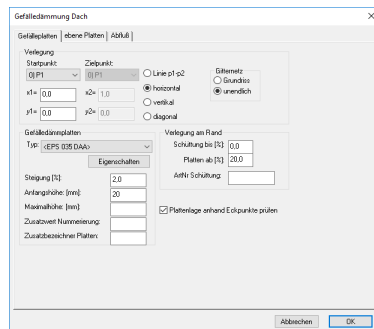 Gefälledämmung Dach
Gefälleplatten ebene Platten Abfluß
Verlegung
Startpunkt: Zielpunkt:
0) P1 0) P1
x1= 0,0 x2= 1,0
y1= 0,0 y2= 0,0
Linie p1-p2
horizontal
vertikal
diagonal
Gitternetz
Grundriss
unendlich
Gefälledämmplatten
Typ: <EPS 035 DAA>
Eigenschaften
Steigung [%]: 2,0
Anfangshöhe: [mm]: 20
Maximalhöhe: [mm]:
Zusatzwert Nummerierung:
Zusatzbezeichner Platten:
Verlegung am Rand
Schüttung bis [%]: 0,0
Platten ab [%]: 20,0
ArtNr Schüttung:
Plattenlage anhand Eckpunkte prüfen
Abbrechen OK